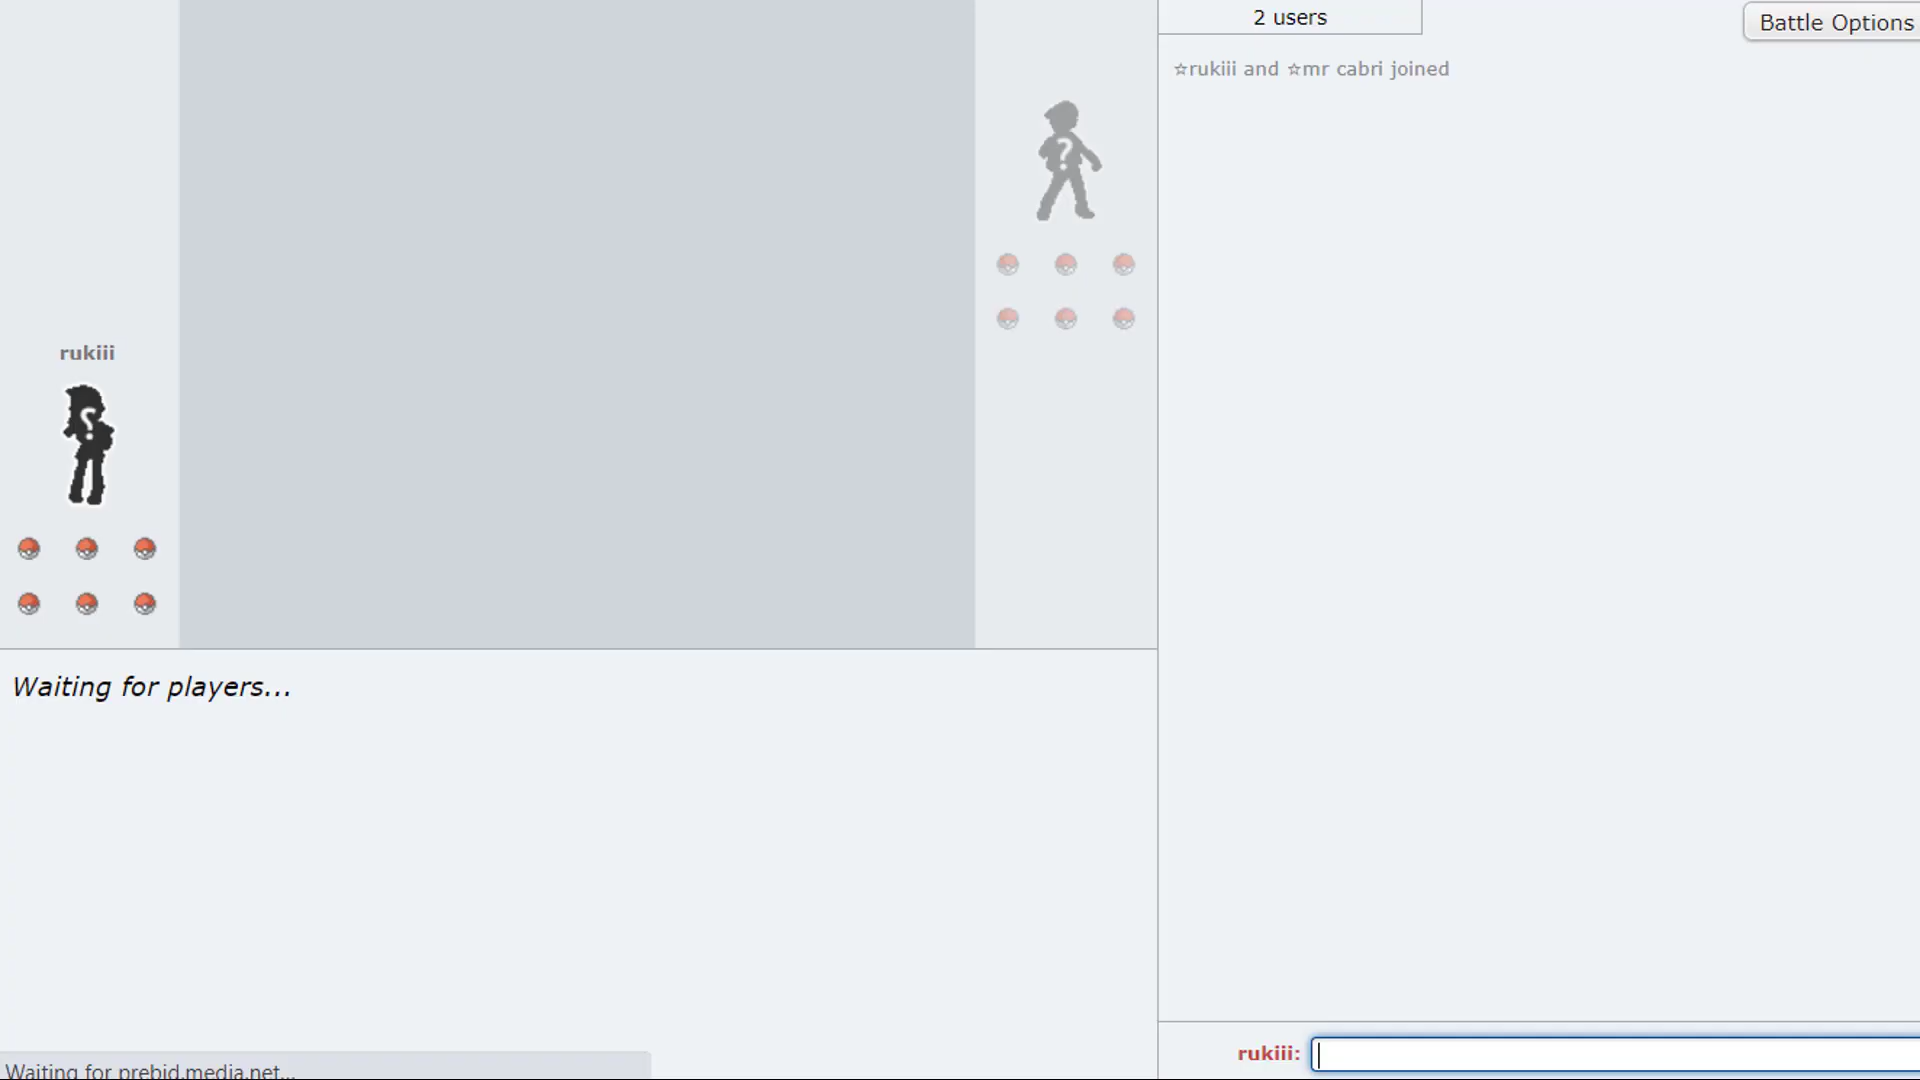 2 users
Battle Options
☆rukiii and ☆mr cabri joined
?
rukiii
?
Waiting for players...
rukiii:
Waiting for prebid.media.net...